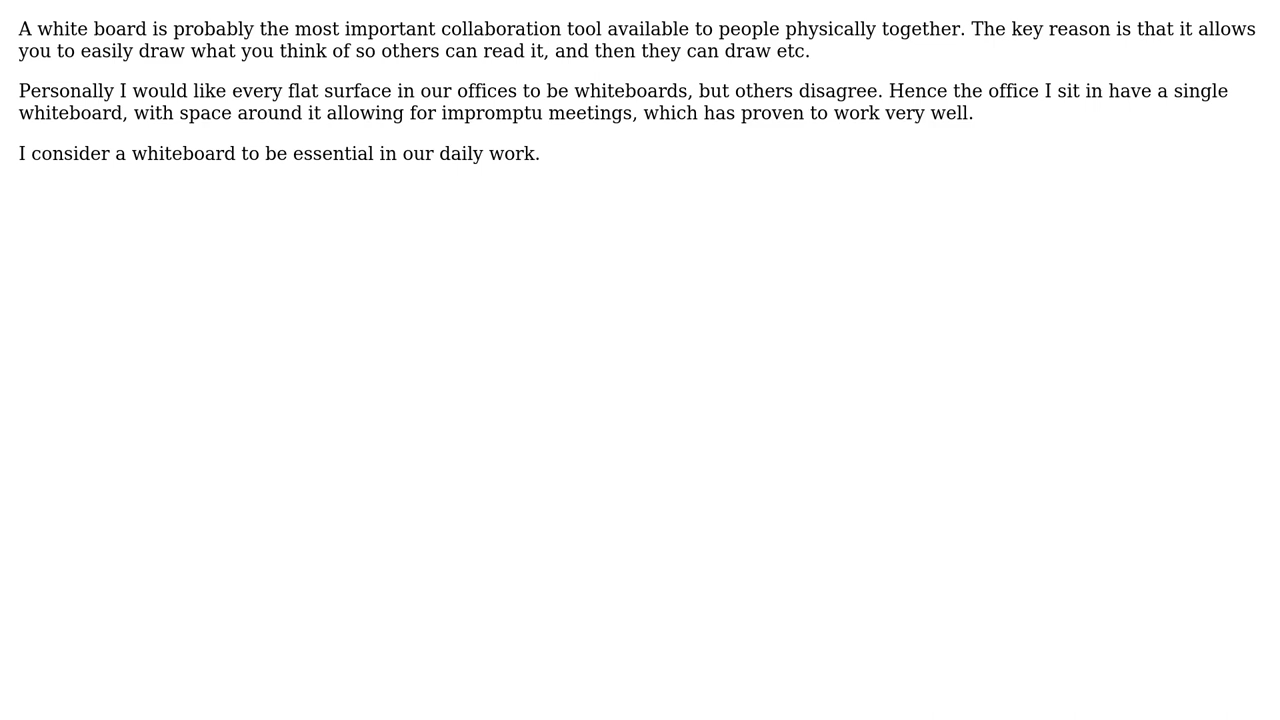 A white board is probably the most important collaboration tool available to people physically together. The key reason is that it allows
you to easily draw what you think of so others can read it, and then they can draw etc.
Personally I would like every flat surface in our offices to be whiteboards, but others disagree. Hence the office I sit in have a single
whiteboard, with space around it allowing for impromptu meetings, which has proven to work very well.
I consider a whiteboard to be essential in our daily work.